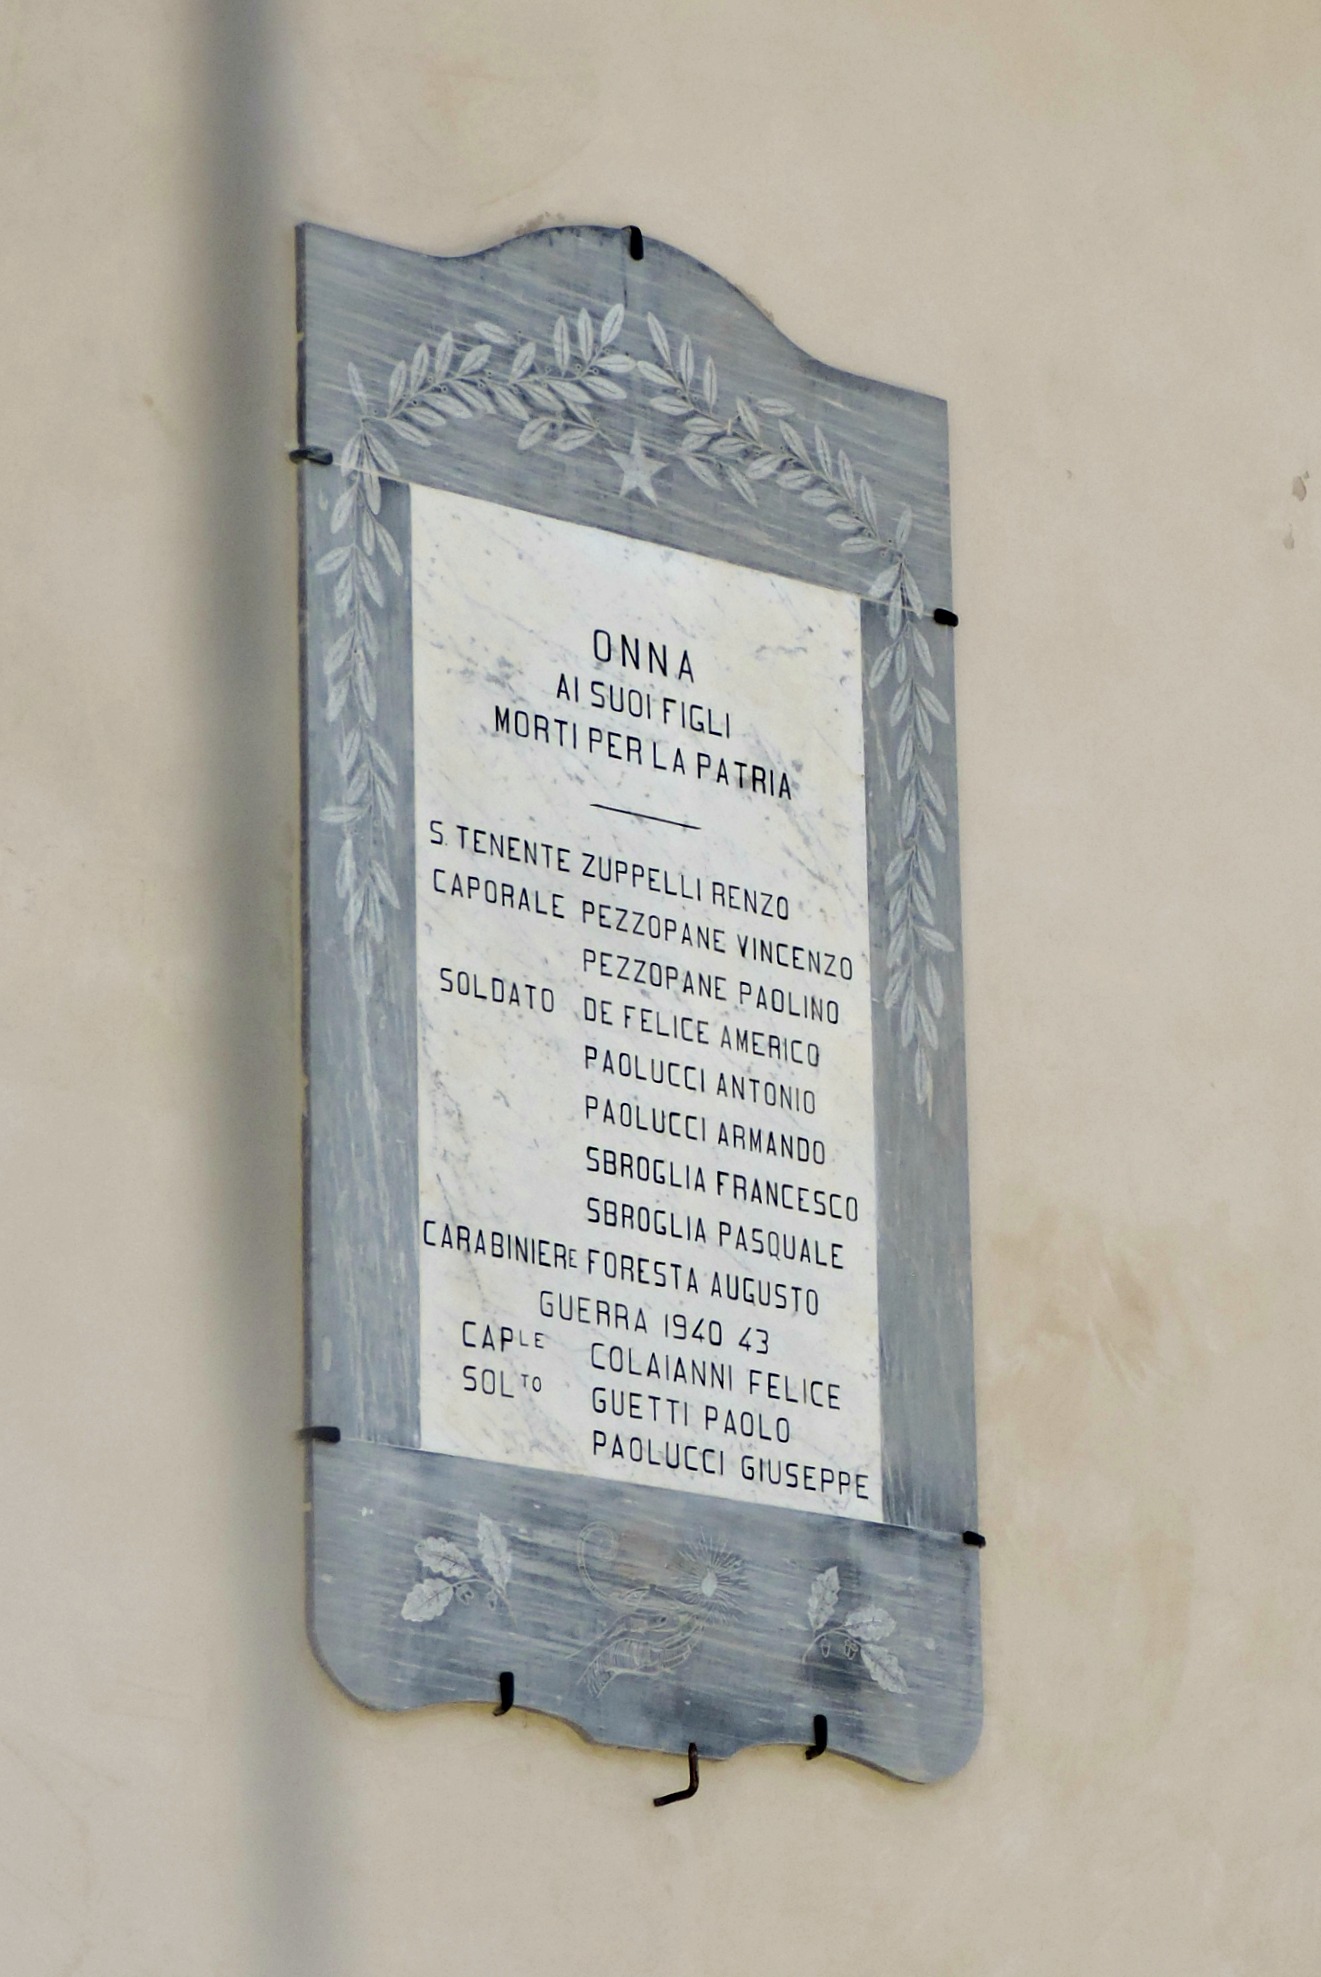 ONNA
AI SUOI FIGLI
MORTI PER LA PATRIA
S. TENENTE ZUPPELLI RENZO
CAPORALE PEZZOPANE VINCENZO
PEZZOPANE PAOLINO
SOLDATO DE FELICE AMERICO
PAOLUCCI ANTONIO
PAOLUCCI ARMANDO
SBROGLIA FRANCESCO
SBROGLIA PASQUALE
CARABINIERE FORESTA AUGUSTO
GUERRA 1940 43
CAPLE COLAIANNI FELICE
SOLTO GUETTI PAOLO
PAOLUCCI GIUSEPPE